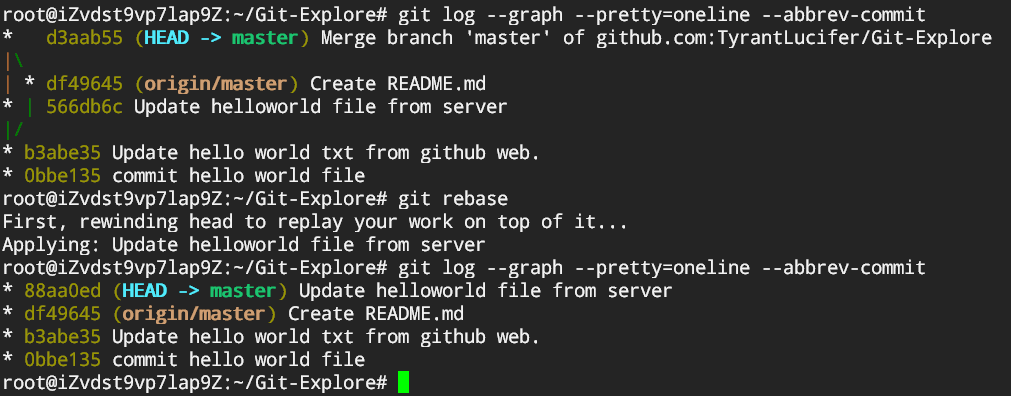 root@iZvdst9vp7lap9Z:~/Git-Explore# git log --graph --pretty=oneline --abbrev-commit
*   d3aab55 (HEAD -> master) Merge branch 'master' of github.com:TyrantLucifer/Git-Explore
|\
| * df49645 (origin/master) Create README.md
* | 566db6c Update helloworld file from server
|/
* b3abe35 Update hello world txt from github web.
* 0bbe135 commit hello world file
root@iZvdst9vp7lap9Z:~/Git-Explore# git rebase
First, rewinding head to replay your work on top of it...
Applying: Update helloworld file from server
root@iZvdst9vp7lap9Z:~/Git-Explore# git log --graph --pretty=oneline --abbrev-commit
* 88aa0ed (HEAD -> master) Update helloworld file from server
* df49645 (origin/master) Create README.md
* b3abe35 Update hello world txt from github web.
* 0bbe135 commit hello world file
root@iZvdst9vp7lap9Z:~/Git-Explore#